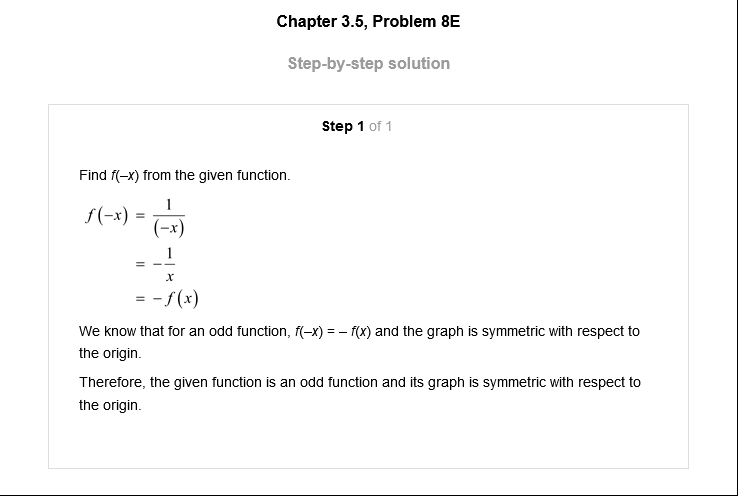 Chapter 3.5, Problem 8E
Step-by-step solution
Step 1 of 1
Find f(–x) from the given function.
f(−x) = 1/(−x)
= −1/x
= −f(x)
We know that for an odd function, f(–x) = – f(x) and the graph is symmetric with respect to
the origin.
Therefore, the given function is an odd function and its graph is symmetric with respect to
the origin.